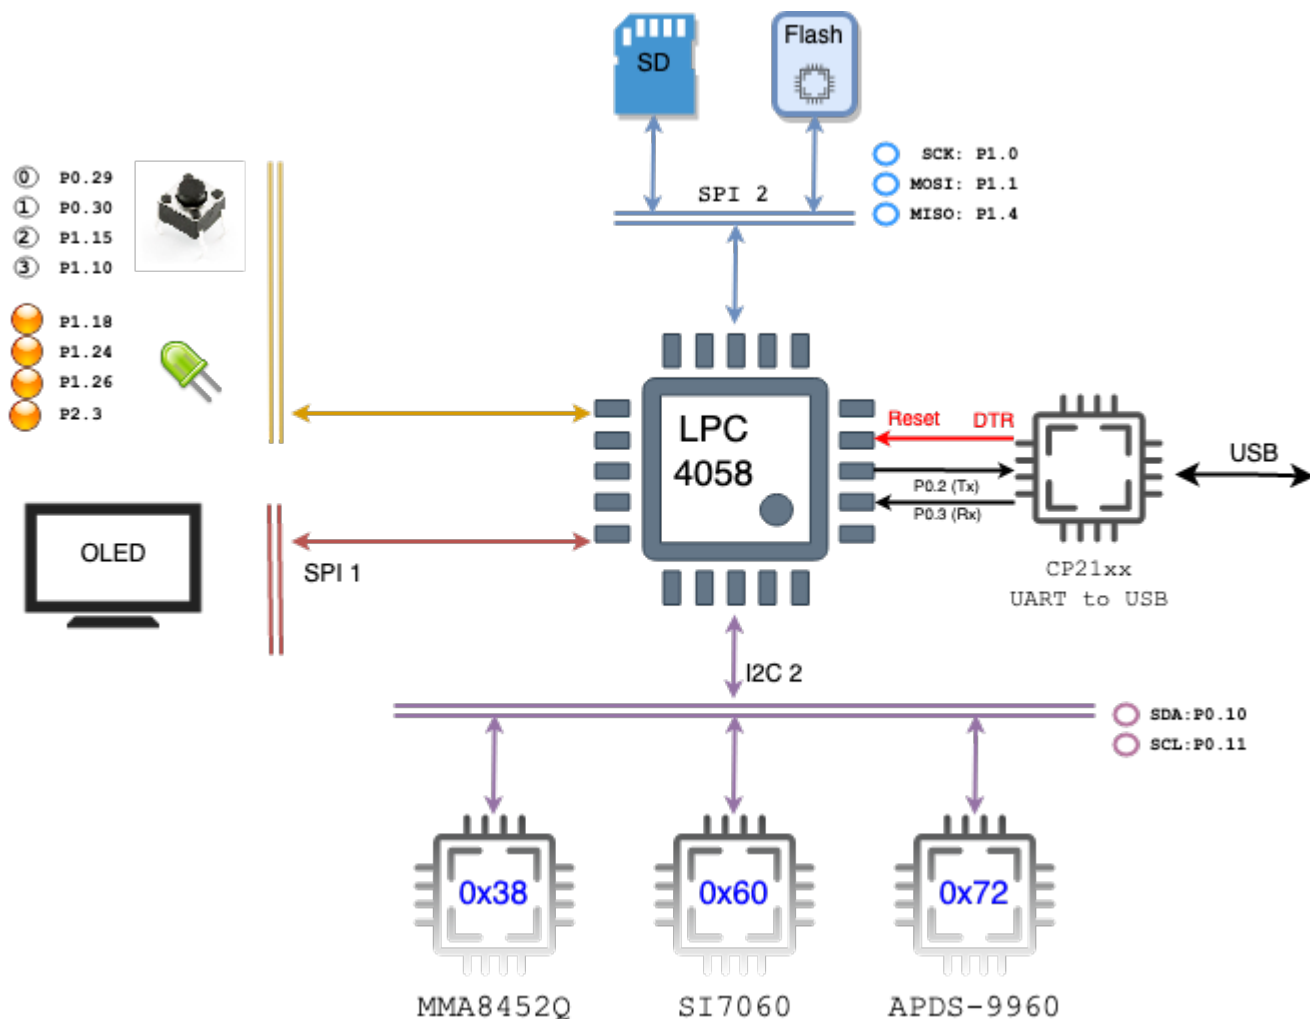 SD
Flash
SCK: P1.0
MOSI: P1.1
MISO: P1.4
SPI 2
0 P0.29
1 P0.30
2 P1.15
3 P1.10
P1.18
P1.24
P1.26
P2.3
LPC
4058
Reset DTR
P0.2 (Tx)
P0.3 (Rx)
USB
CP21xx
UART to USB
OLED
SPI 1
I2C 2
SDA:P0.10
SCL:P0.11
0x38
0x60
0x72
MMA8452Q
SI7060
APDS-9960